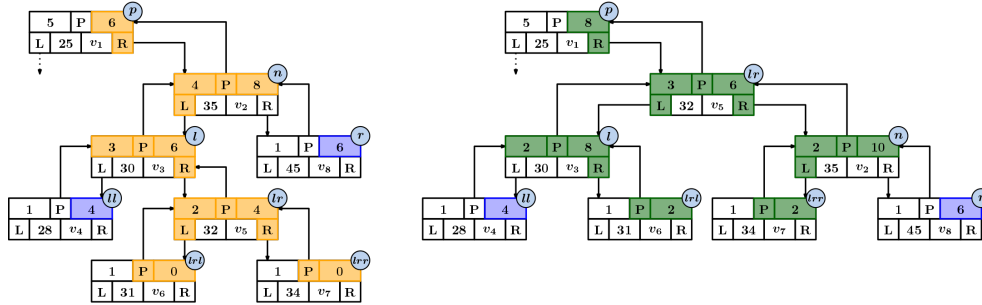 p
5 P 6
L 25 v1 R
n
4 P 8
L 35 v2 R
l
3 P 6
L 30 v3 R
r
1 P 6
L 45 v8 R
ll
1 P 4
L 28 v4 R
lr
2 P 4
L 32 v5 R
lrl
1 P 0
L 31 v6 R
lrr
1 P 0
L 34 v7 R
p
5 P 8
L 25 v1 R
lr
3 P 6
L 32 v5 R
l
2 P 8
L 30 v3 R
n
2 P 10
L 35 v2 R
ll
1 P 4
L 28 v4 R
lrl
1 P 2
L 31 v6 R
lrr
1 P 2
L 34 v7 R
1 P 6
L 45 v8 R